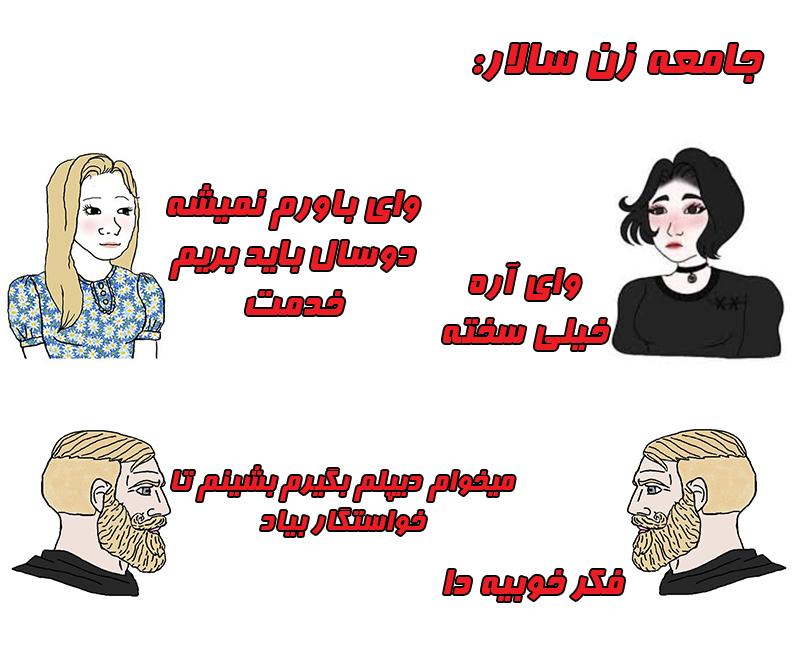 جامعه زن سالار:
وای باورم نمیشه
دوسال باید بریم
خدمت
وای آره
خیلی سخته
میخوام دیپلم بگیرم بشینم تا
خواستگار بیاد
فکر خوبیه دا